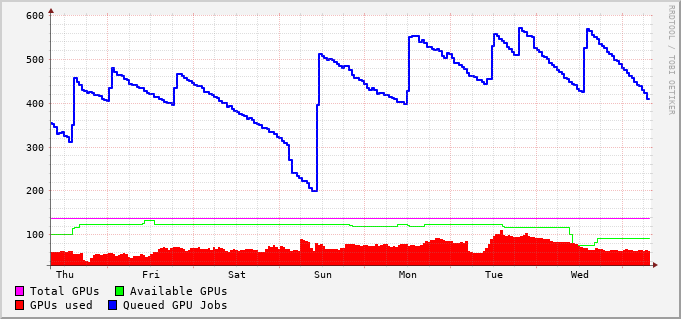 600
500
400
300
200
100
Thu Fri Sat Sun Mon Tue Wed
Total GPUs Available GPUs
GPUs used Queued GPU Jobs
RRDTOOL / TOBI OETIKER